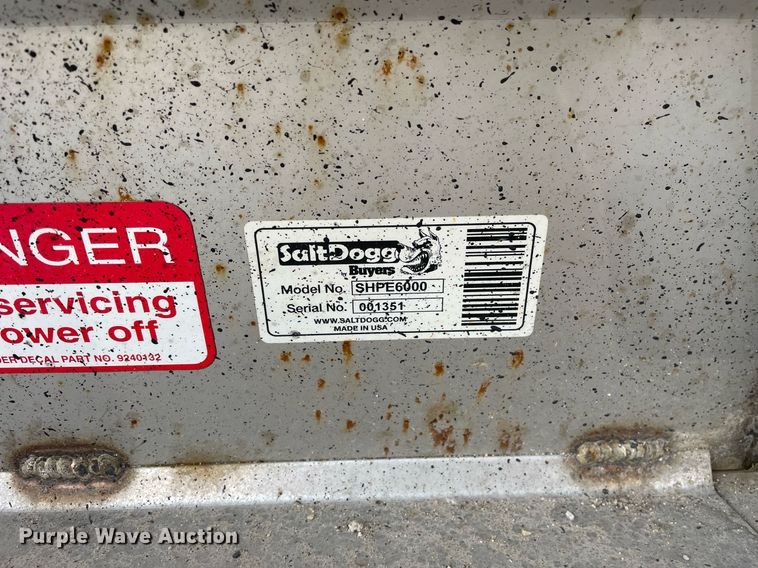 NGER
servicing
ower off
DER DECAL PART NO. 9240132
SaltDogg
Buyers
Model No. SHPE6000
Serial No. 001351
WWW.SALTDOGG.COM
MADE IN USA
Purple Wave Auction